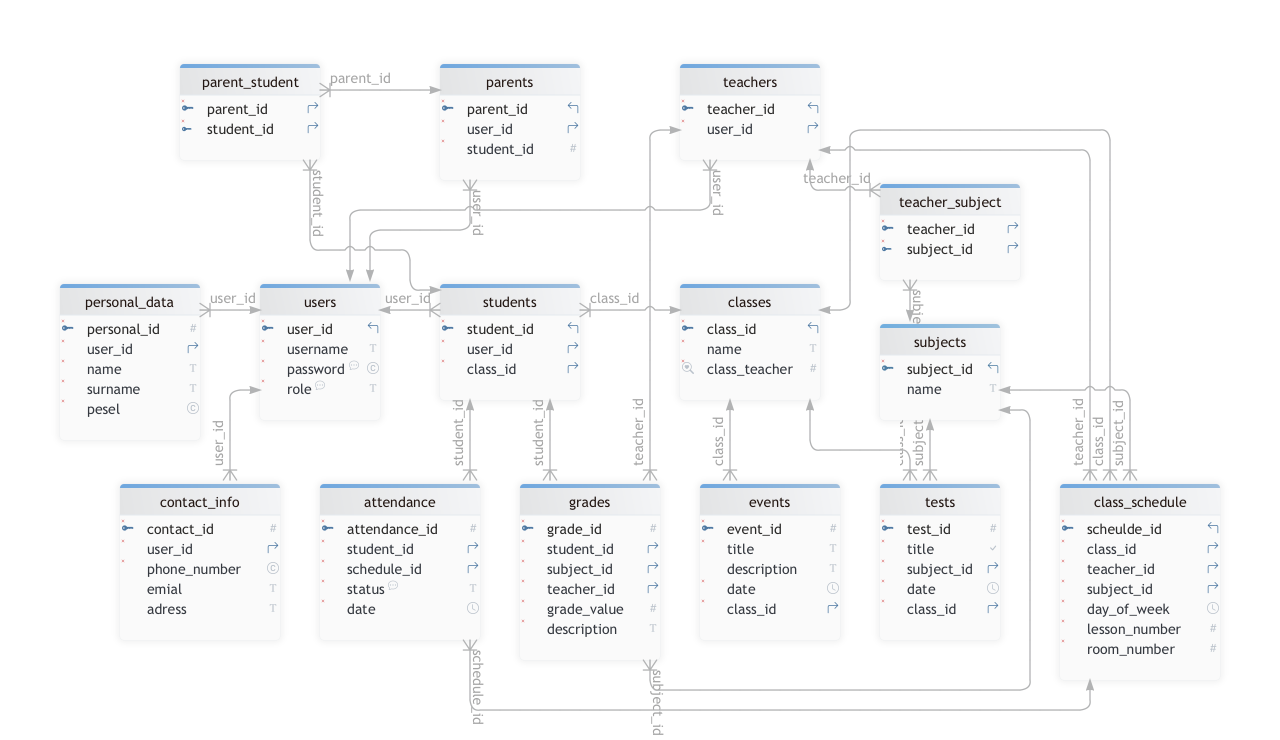 parent_student
parent_id
student_id
parent_id
parents
parent_id
user_id
student_id
teachers
teacher_id
user_id
student_id
user_id
user_id
teacher_id
teacher_subject
teacher_id
subject_id
personal_data
personal_id
user_id
name
surname
pesel
user_id
users
user_id
username
password
role
user_id
students
student_id
user_id
class_id
class_id
classes
class_id
name
class_teacher
subjects
subject_id
name
user_id
student_id
student_id
teacher_id
class_id
subject
teacher_id
class_id
subject_id
contact_info
contact_id #
user_id
phone_number ©
emial T
adress T
attendance
attendance_id #
student_id
schedule_id
status T
date
grades
grade_id #
student_id
subject_id
teacher_id
grade_value #
description T
events
event_id #
title T
description T
date
class_id
tests
test_id #
title
subject_id
date
class_id
class_schedule
scheulde_id
class_id
teacher_id
subject_id
day_of_week
lesson_number #
room_number #
schedule_id
subject_id